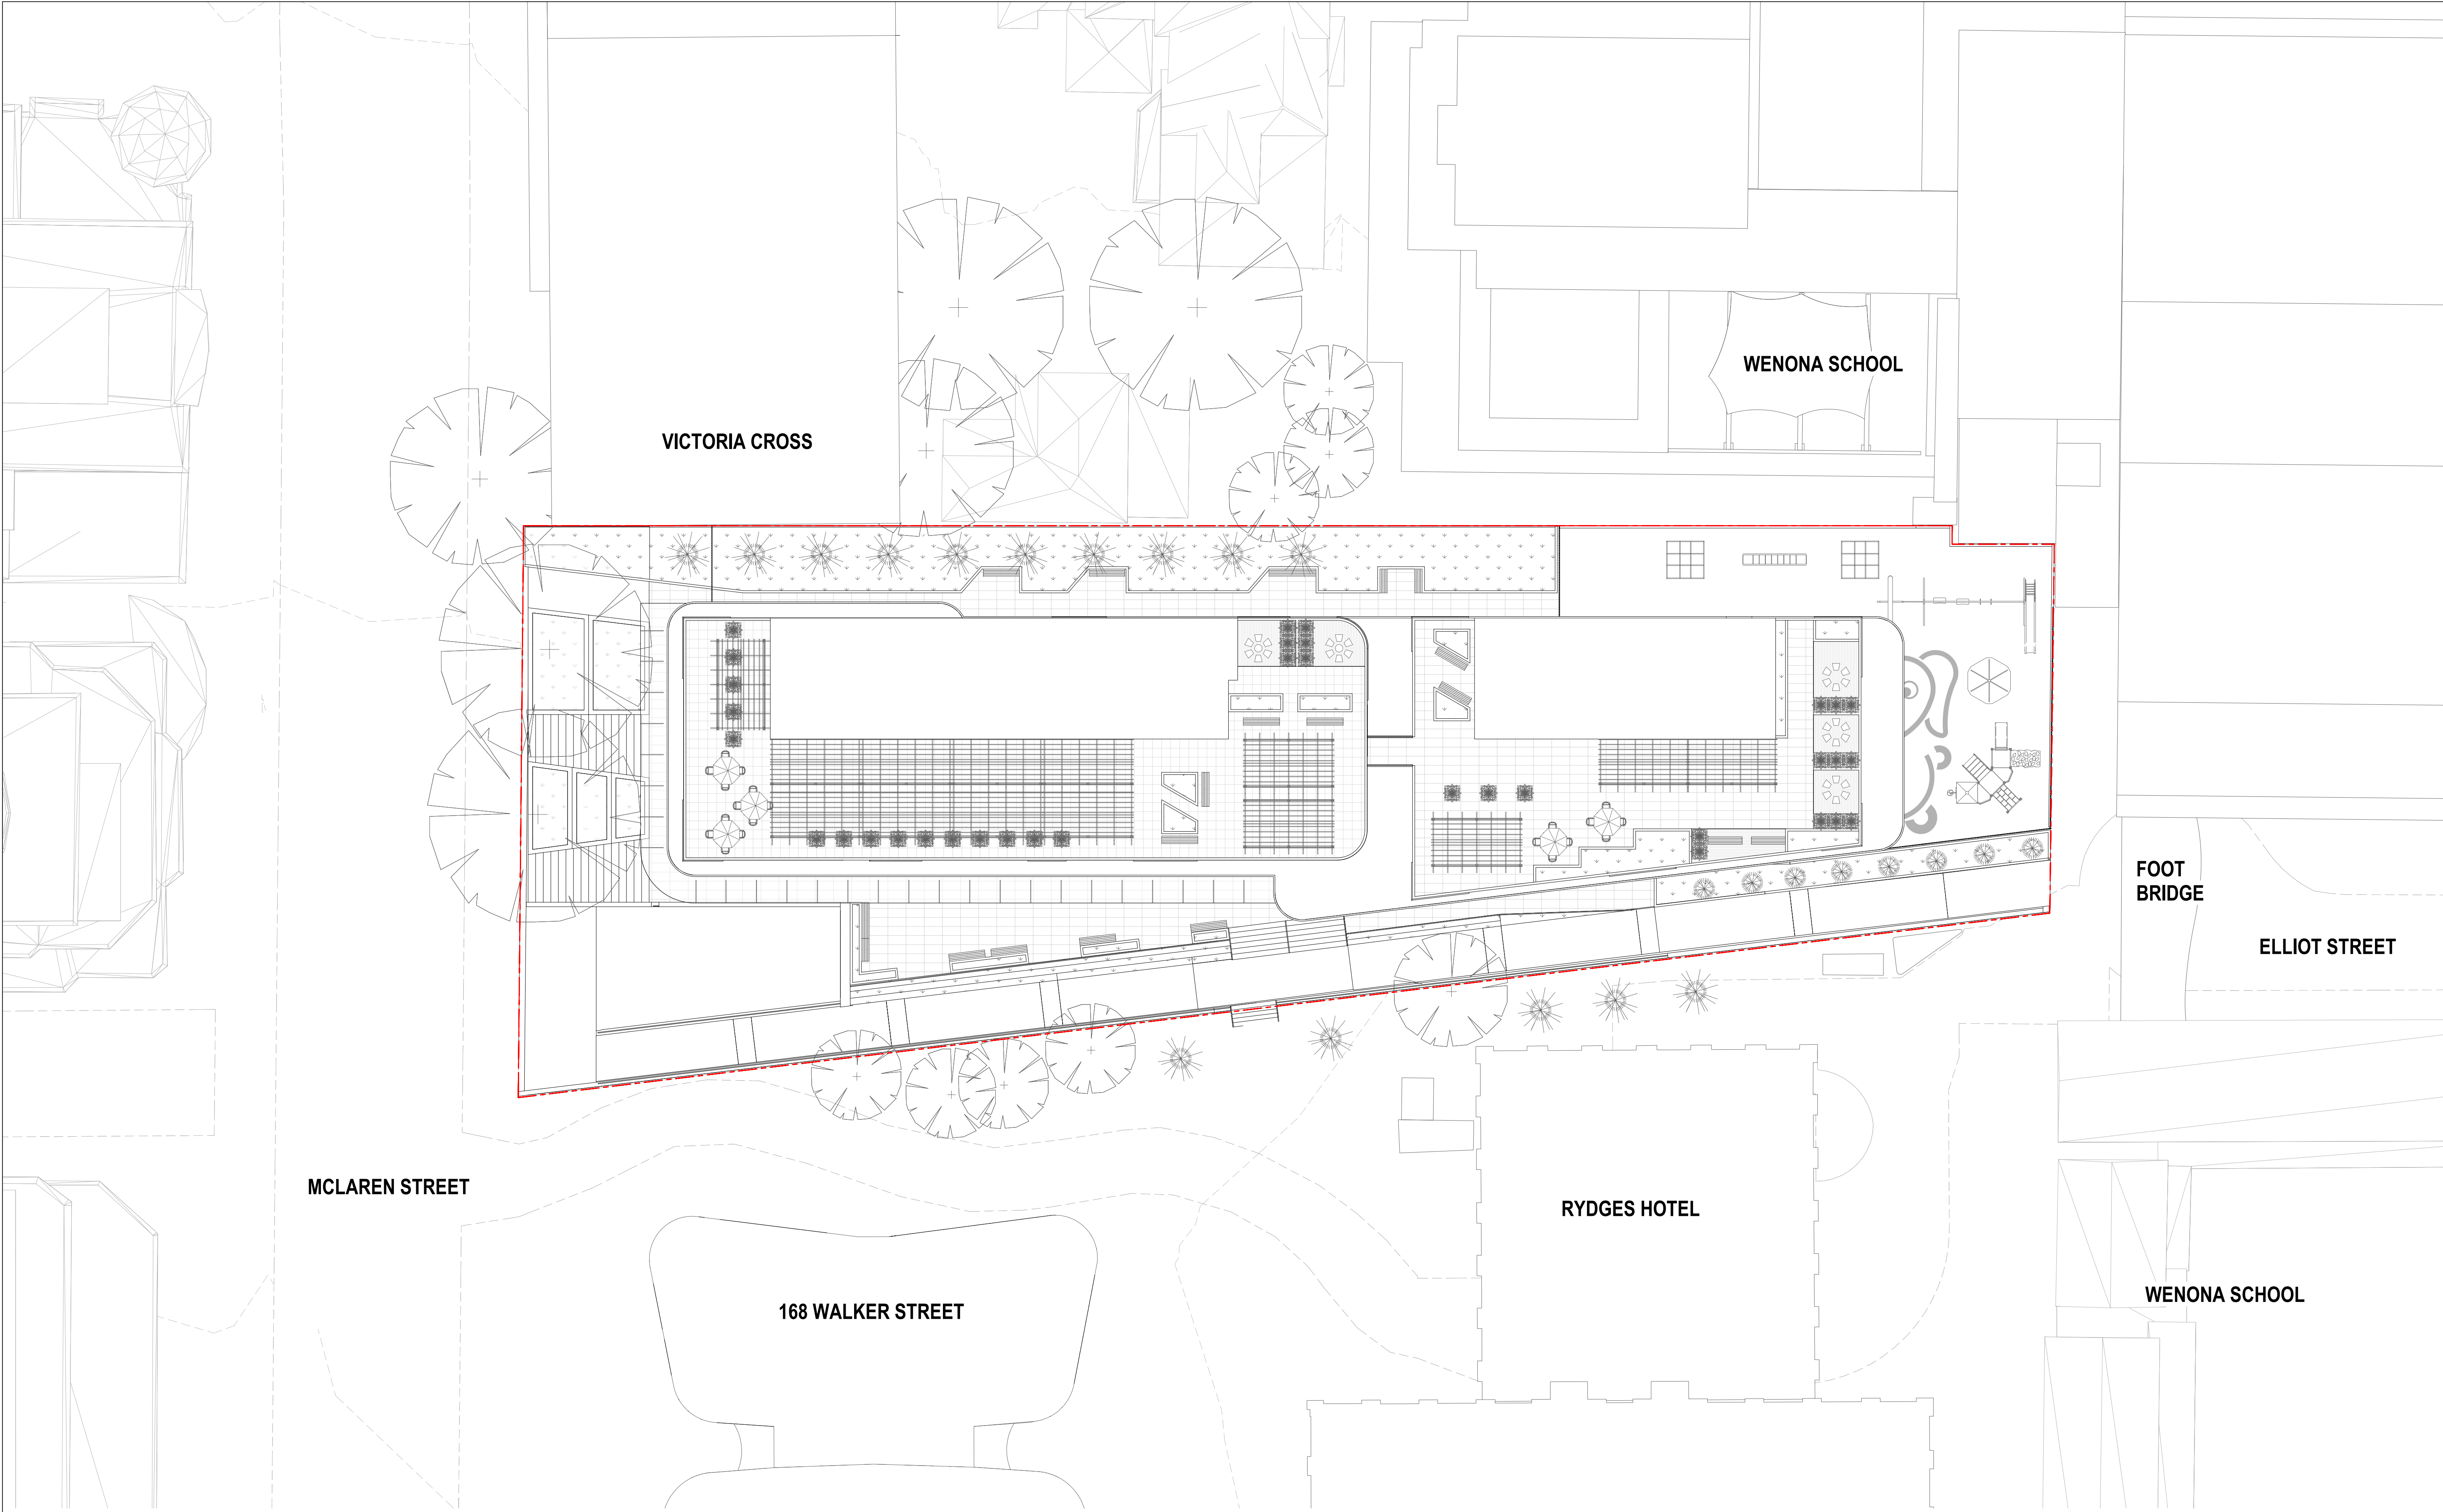 WENONA SCHOOL
VICTORIA CROSS
FOOT
BRIDGE
ELLIOT STREET
MCLAREN STREET
RYDGES HOTEL
WENONA SCHOOL
168 WALKER STREET